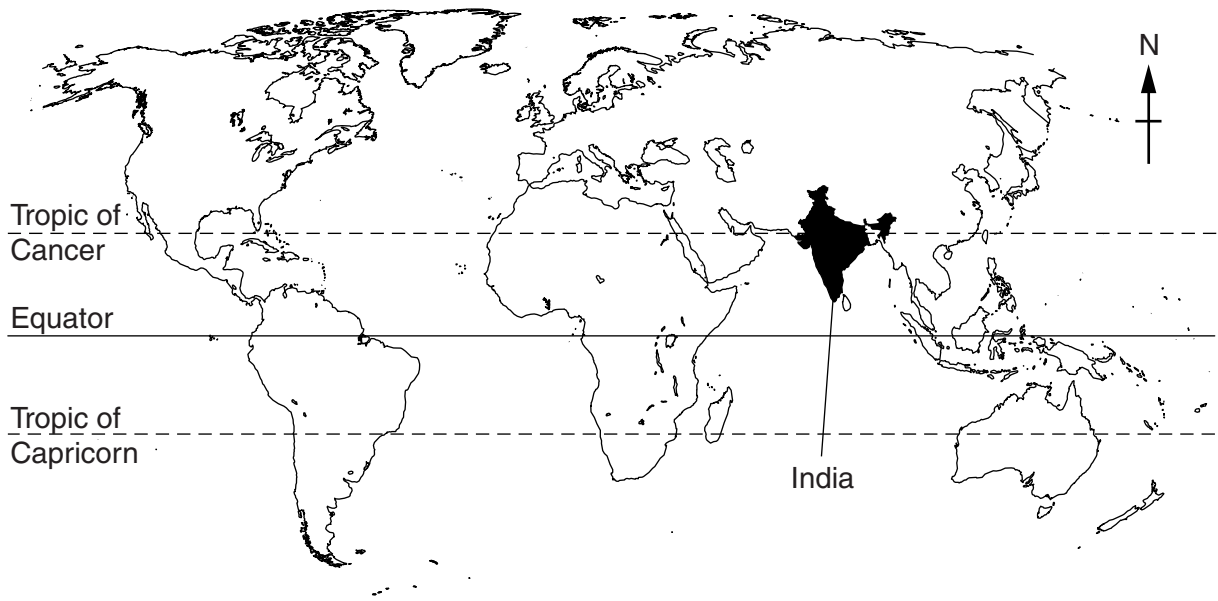 N
Tropic of
Cancer
Equator
Tropic of
Capricorn
India